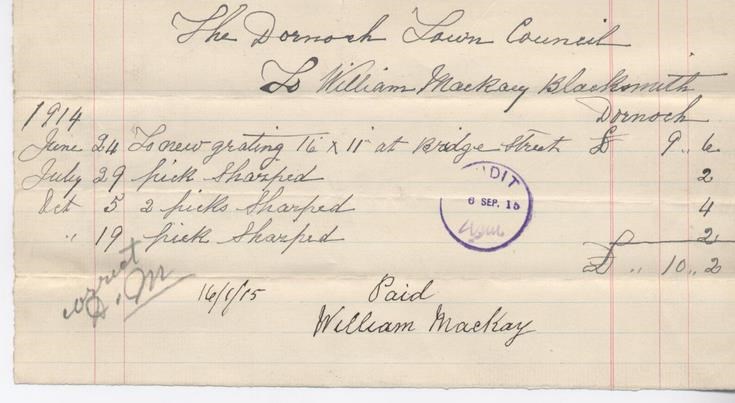 The Dornoch Town Council
To William Mackay Blacksmith
Dornoch
1914
June 24 To new grating 16 x 11 at Bridge Street £ 9 .. 6
July 29 pick Sharped 2
Oct 5 2 picks Sharped 4
" 19 pick Sharped 2
£ " 10 .. 2
DIT
6 SEP. 15
correct
16/1/15 Paid
William Mackay